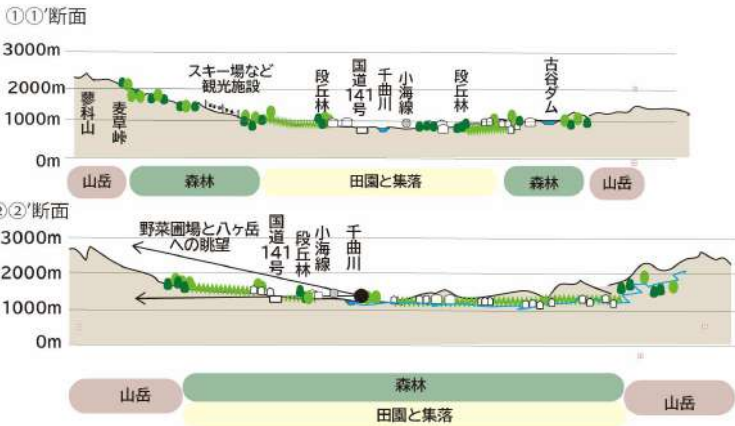 ①①’断面
3000m
2000m
1000m
0m
蓼科山
麦草峠
スキー場など
観光施設
段丘林
国道141号
千曲川
小海線
段丘林
古谷ダム
山岳
森林
田園と集落
森林
山岳
②②’断面
3000m
2000m
1000m
0m
野菜圃場と八ヶ岳
への眺望
国道141号
段丘林
小海線
千曲川
山岳
森林
田園と集落
山岳